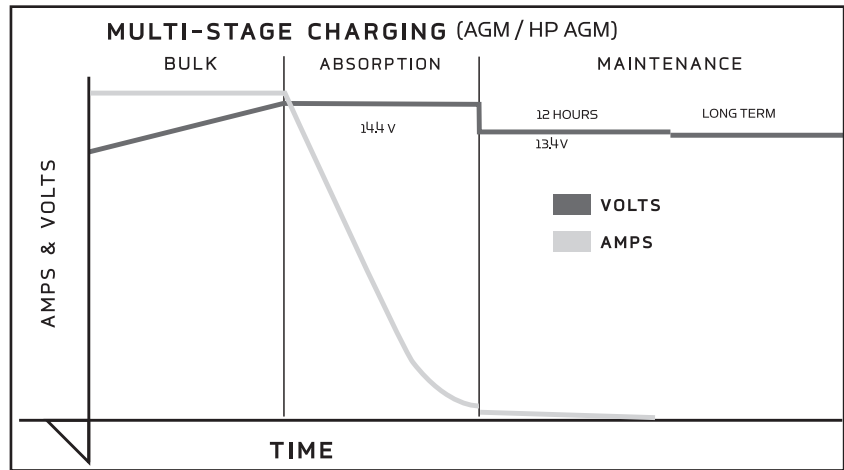 MULTI-STAGE CHARGING (AGM / HP AGM)
BULK
ABSORPTION
MAINTENANCE
12 HOURS
LONG TERM
14.4 V
13.4 V
VOLTS
AMPS
AMPS & VOLTS
TIME